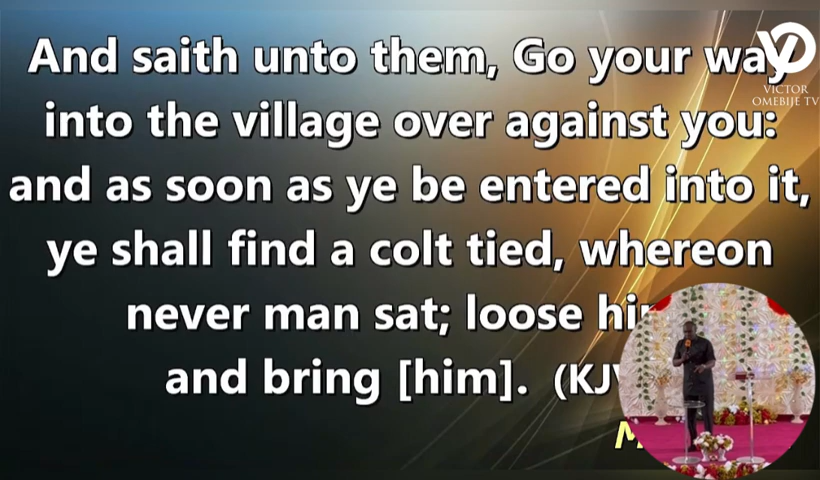 And saith unto them, Go your way
into the village over against you:
and as soon as ye be entered into it,
ye shall find a colt tied, whereon
never man sat; loose
and bring [him]. (KJV
VICTOR
OMEBIJE TV